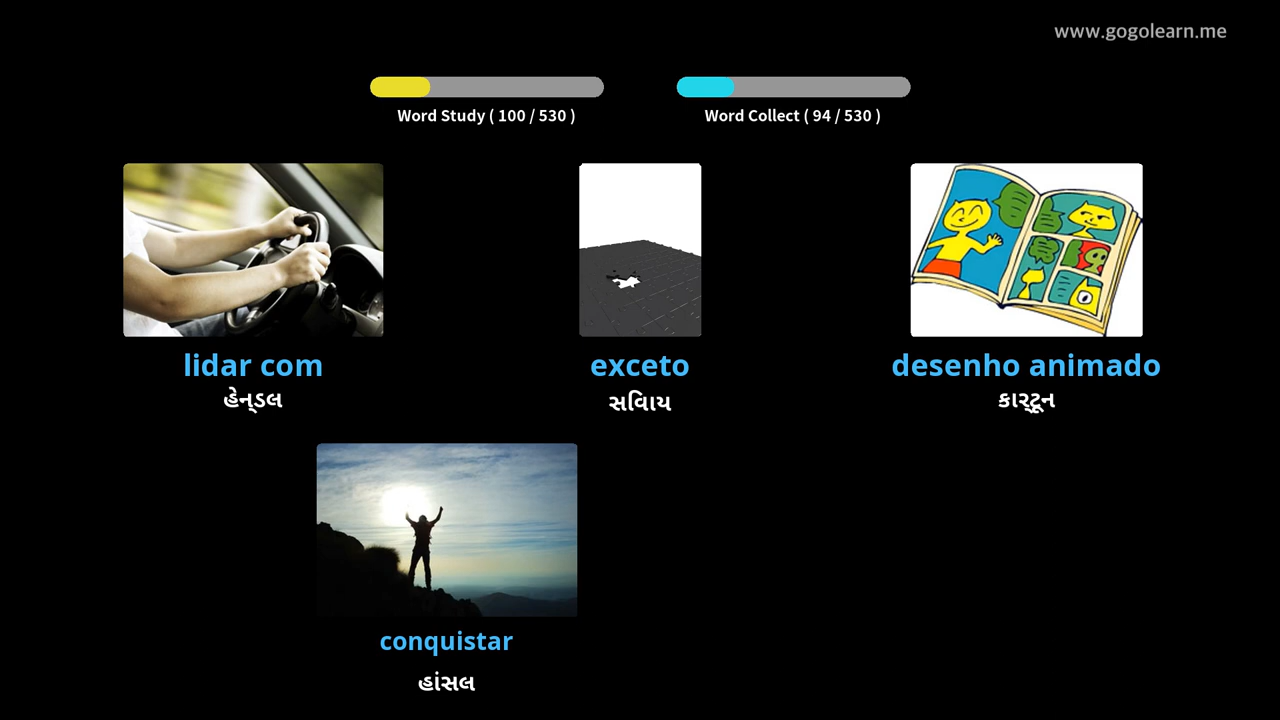 www.gogolearn.me
Word Study ( 100 / 530 )
Word Collect ( 94 / 530 )
lidar com
exceto
desenho animado
હેન્ડલ
સિવાય
કાર્ટૂન
conquistar
હાંસલ